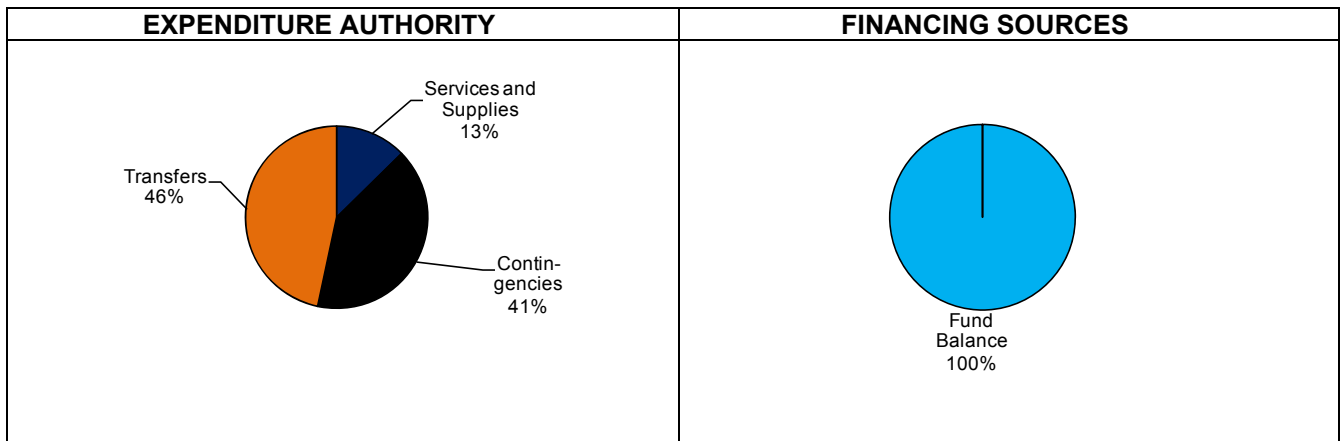 EXPENDITURE AUTHORITY
FINANCING SOURCES
Services and
Supplies
13%
Transfers
46%
Contin-
gencies
41%
Fund
Balance
100%